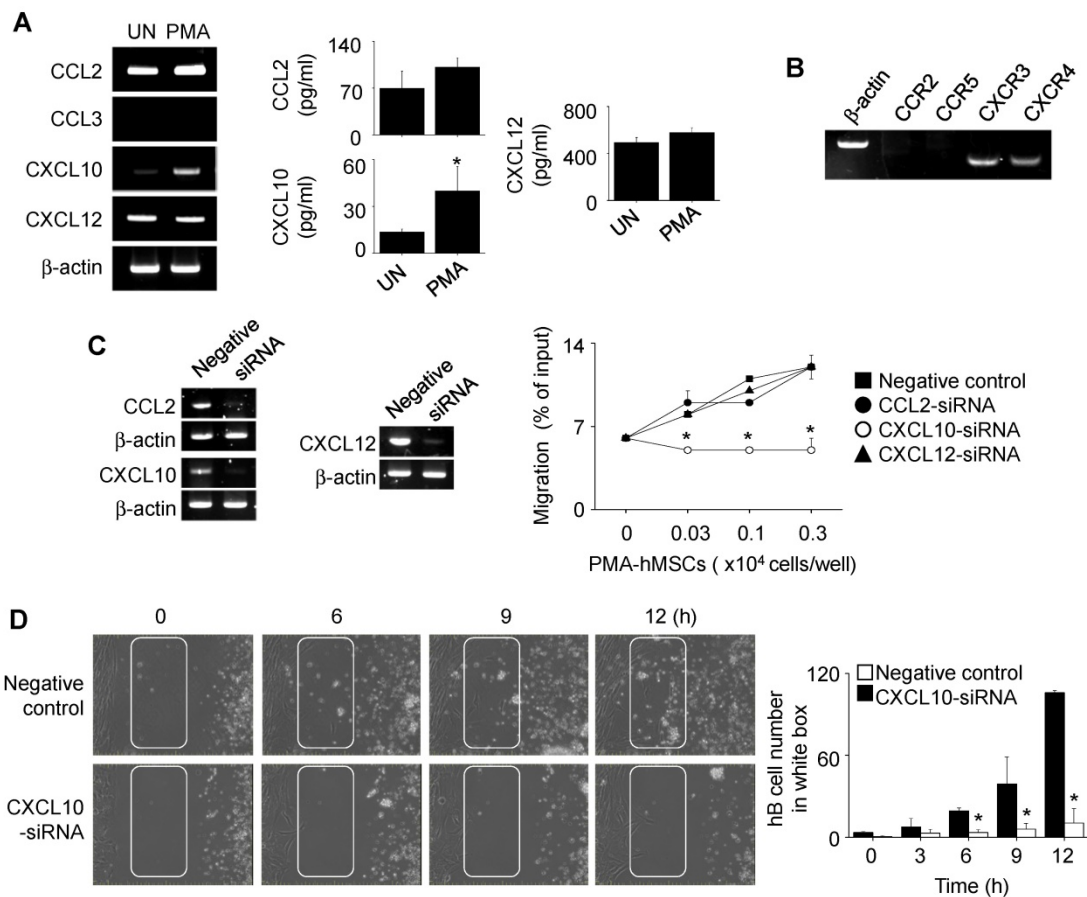 A
UN PMA
CCL2
CCL3
CXCL10
CXCL12
β-actin
CCL2
(pg/ml)
140
70
0
CXCL10
(pg/ml)
60
30
0
*
UN
PMA
CXCL12
(pg/ml)
800
400
0
UN
PMA
B
β-actin
CCR2
CCR5
CXCR3
CXCR4
C
Negative
siRNA
CCL2
β-actin
CXCL10
β-actin
Negative
siRNA
CXCL12
β-actin
Migration (% of input)
14
7
0
* * *
0 0.03 0.1 0.3
PMA-hMSCs ( x10⁴ cells/well)
Negative control
CCL2-siRNA
CXCL10-siRNA
CXCL12-siRNA
D
0 6 9 12 (h)
Negative
control
CXCL10
-siRNA
hB cell number
in white box
120
60
0
Negative control
CXCL10-siRNA
* * *
0 3 6 9 12
Time (h)